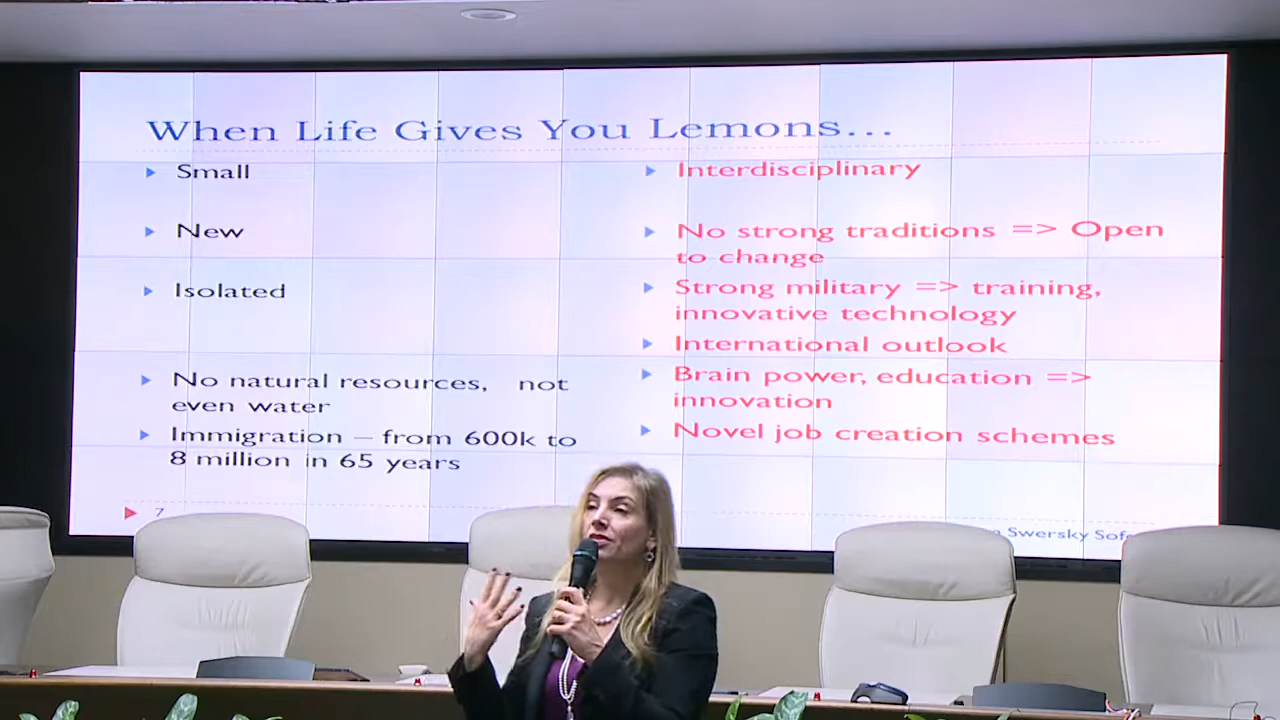 When Life Gives You Lemons...
Small
New
Isolated
No natural resources, not
even water
Immigration – from 600k to
8 million in 65 years
Interdisciplinary
No strong traditions => Open
to change
Strong military => training,
innovative technology
International outlook
Brain power, education =>
innovation
Novel job creation schemes
7
Swersky